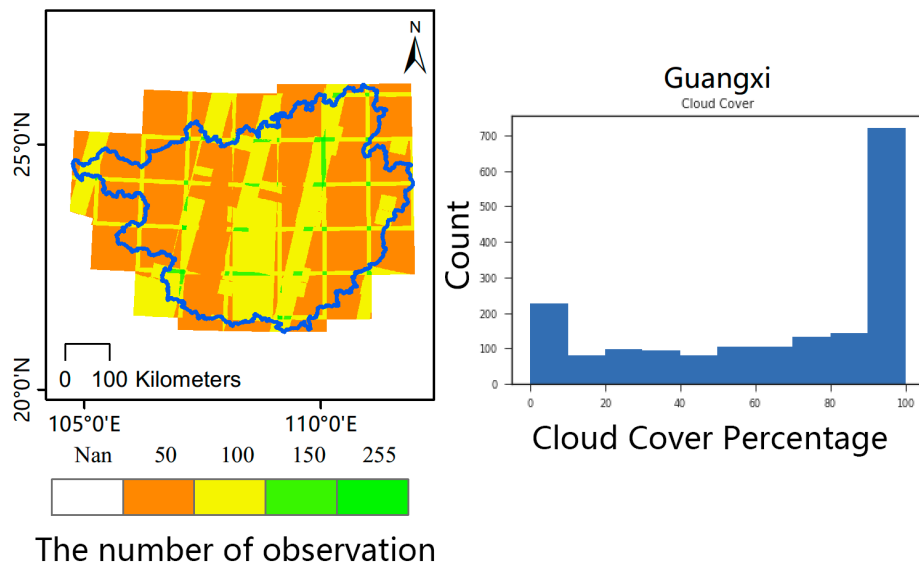 N
25°0'N
20°0'N
0 100 Kilometers
105°0'E 110°0'E
Nan 50 100 150 255
The number of observation
Guangxi
Cloud Cover
700
600
500
400
300
200
100
0
Count
0 20 40 60 80 100
Cloud Cover Percentage